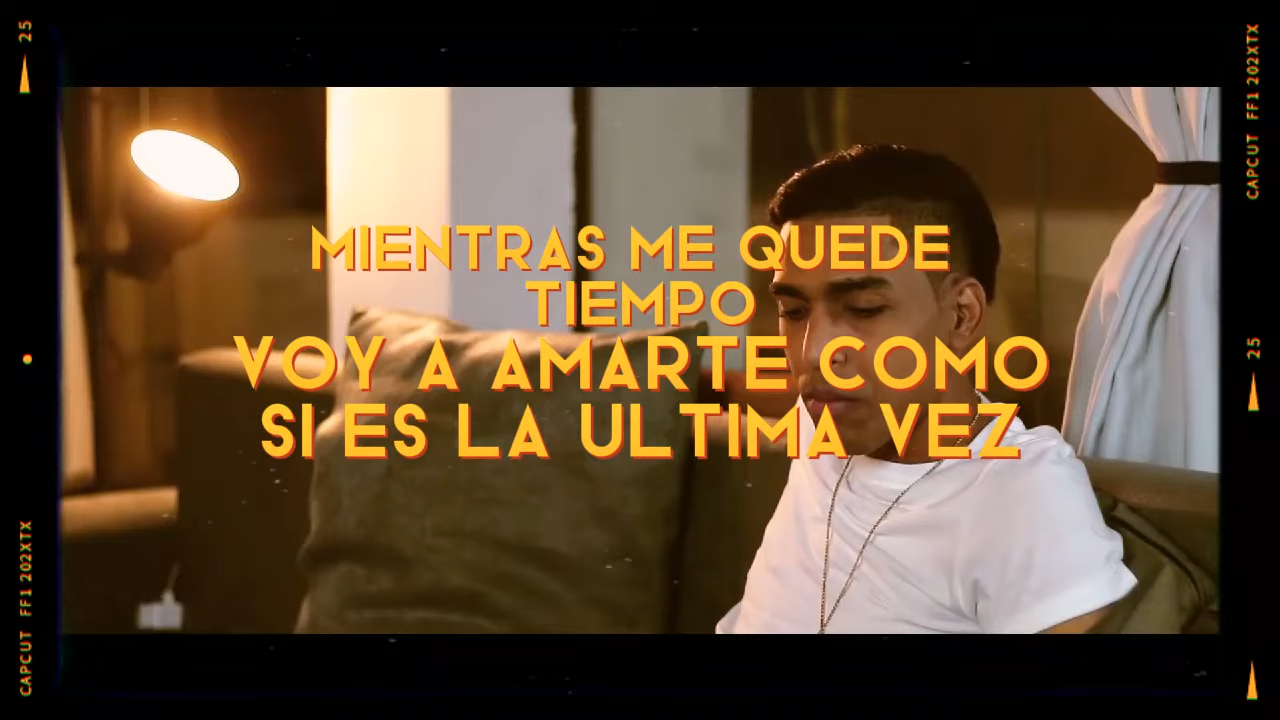 25
CAPCUT FF1 202XTX
MIENTRAS ME QUEDE
TIEMPO
VOY A AMARTE COMO
SI ES LA ULTIMA VEZ
CAPCUT FF1 202XTX
25